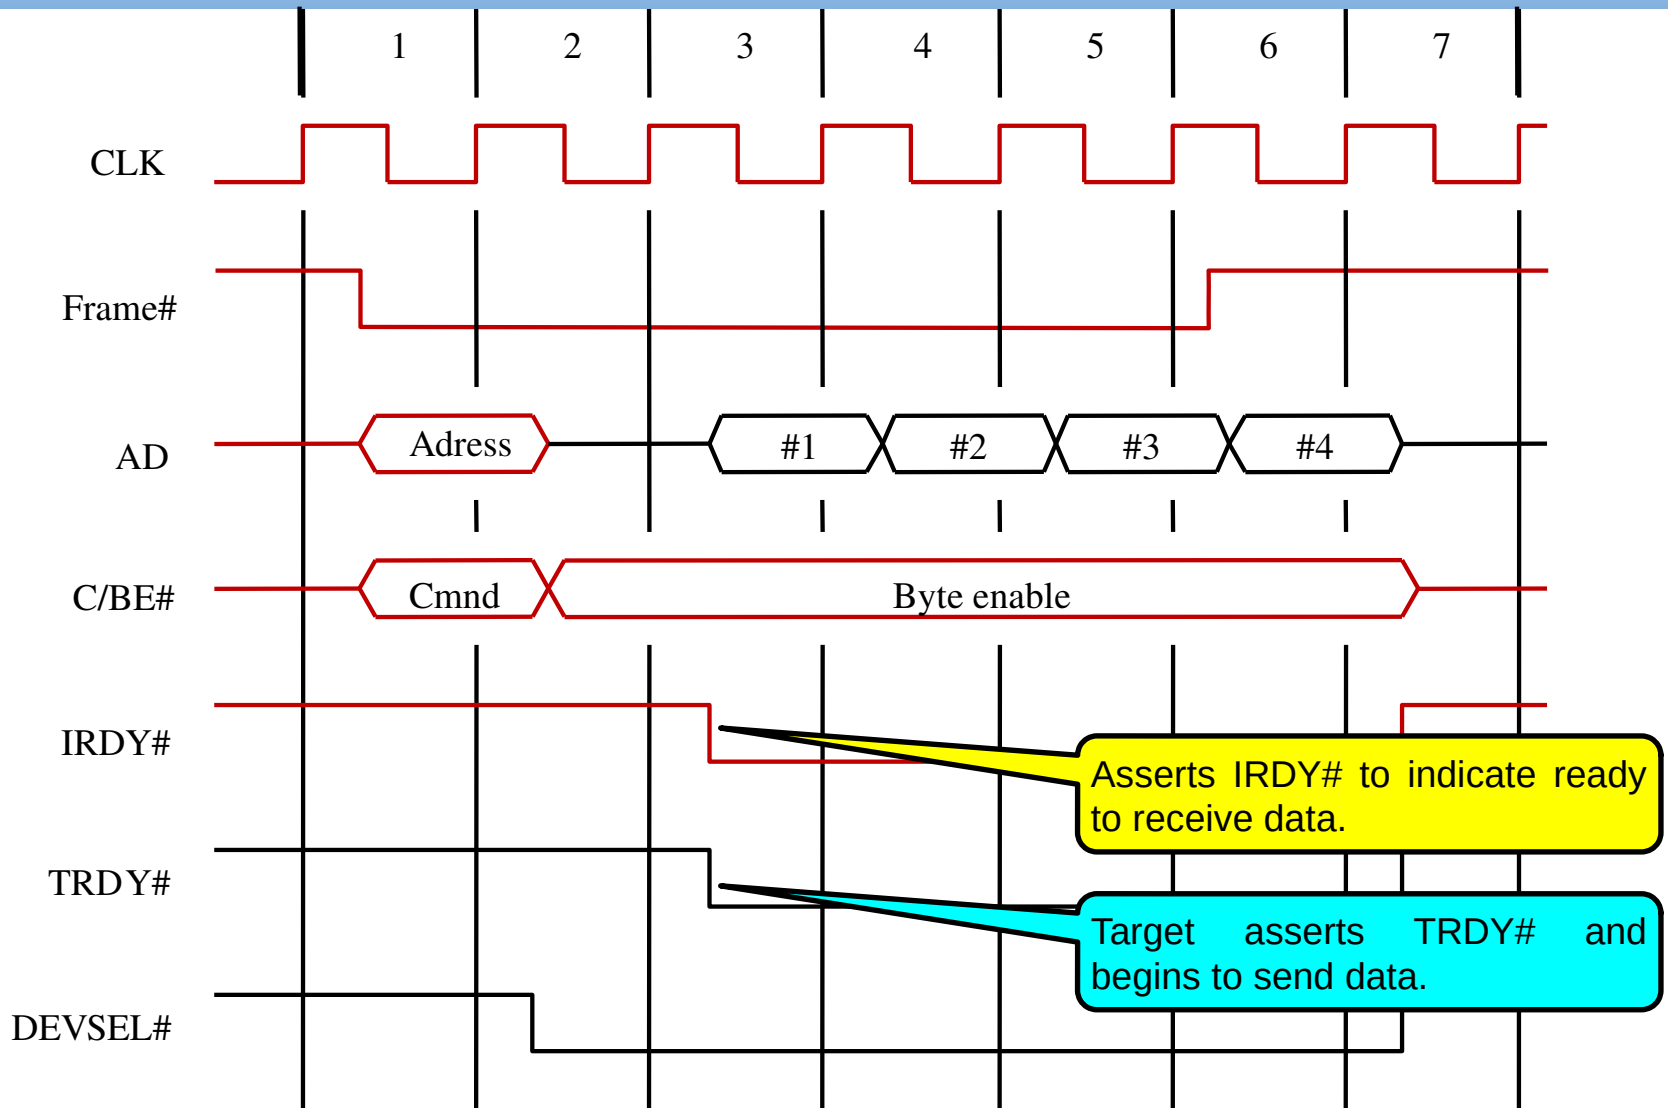 1 2 3 4 5 6 7
CLK
Frame#
AD Adress #1 #2 #3 #4
C/BE# Cmnd Byte enable
IRDY#
Asserts IRDY# to indicate ready
to receive data.
TRDY#
Target asserts TRDY# and
begins to send data.
DEVSEL#